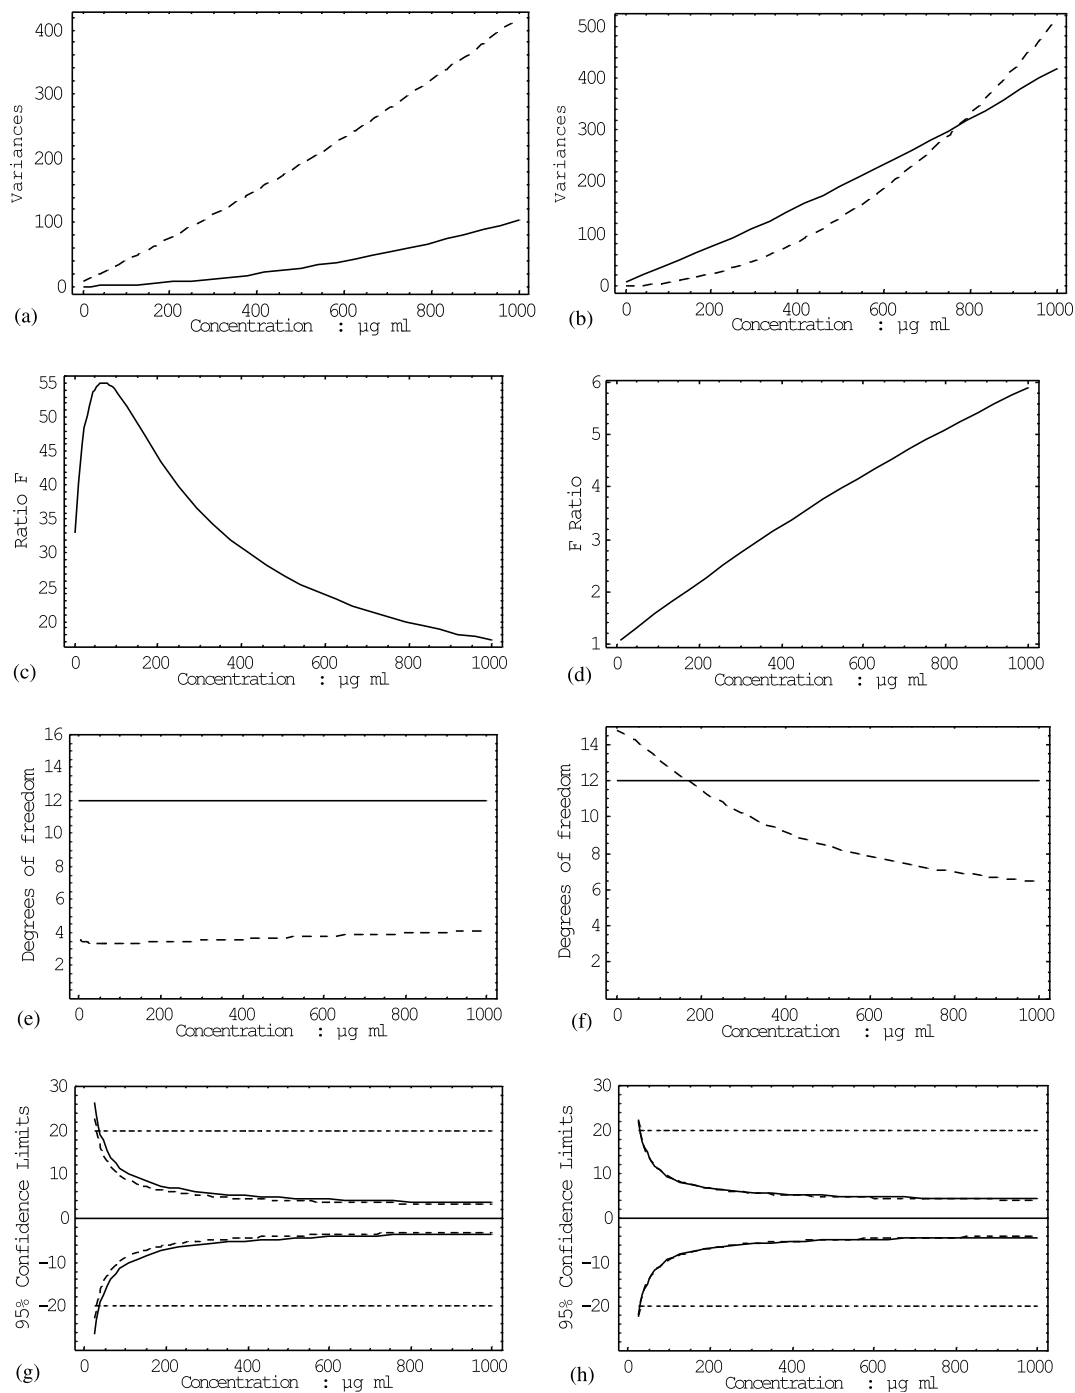 400
300
200
100
0
Variances
0 200 400 600 800 1000
(a)
Concentration : µg ml
500
400
300
200
100
0
Variances
0 200 400 600 800 1000
(b)
Concentration : µg ml
55
50
45
40
35
30
25
20
Ratio F
0 200 400 600 800 1000
(c)
Concentration : µg ml
6
5
4
3
2
1
F Ratio
0 200 400 600 800 1000
(d)
Concentration : µg ml
16
14
12
10
8
6
4
2
Degrees of freedom
0 200 400 600 800 1000
(e)
Concentration : µg ml
14
12
10
8
6
4
2
Degrees of freedom
0 200 400 600 800 1000
(f)
Concentration : µg ml
30
20
10
0
−10
−20
95% Confidence Limits
0 200 400 600 800 1000
(g)
Concentration : µg ml
30
20
10
0
−10
−20
95% Confidence Limits
0 200 400 600 800 1000
(h)
Concentration : µg ml